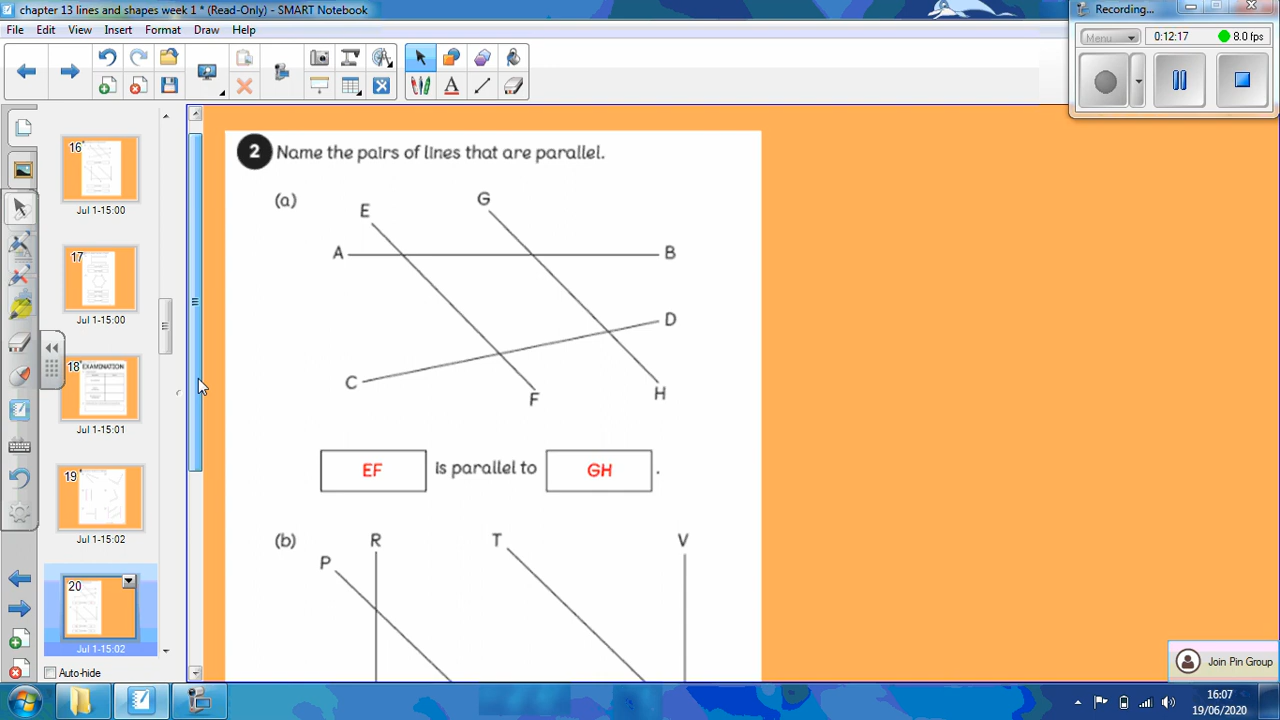 chapter 13 lines and shapes week 1 * (Read-Only) - SMART Notebook
Recording...
File Edit View Insert Format Draw Help
Menu
0:12:17
8.0 fps
16
Jul 1-15:00
17
Jul 1-15:00
18
EXAMINATION
Jul 1-15:01
19
Jul 1-15:02
20
Jul 1-15:02
Auto-hide
2 Name the pairs of lines that are parallel.
(a)
E
G
A
B
D
C
F
H
EF is parallel to GH .
(b)
R
T
V
P
Join Pin Group
16:07
19/06/2020